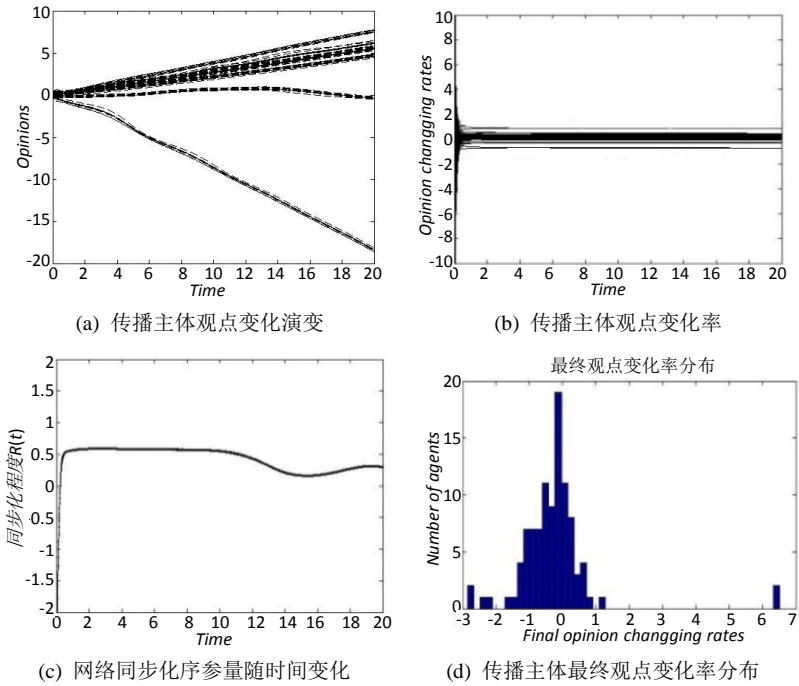 10
5
0
-5
-10
-15
-20
Opinions
0 2 4 6 8 10 12 14 16 18 20
Time
(a) 传播主体观点变化演变
10
8
6
4
2
0
-2
-4
-6
-8
-10
Opinion changging rates
0 2 4 6 8 10 12 14 16 18 20
Time
(b) 传播主体观点变化率
2
1.5
1
0.5
0
-0.5
-1
-1.5
-2
同步化程度R(t)
0 2 4 6 8 10 12 14 16 18 20
Time
(c) 网络同步化序参量随时间变化
最终观点变化率分布
20
15
10
5
0
Number of agents
-3 -2 -1 0 1 2 3 4 5 6 7
Final opinion changging rates
(d) 传播主体最终观点变化率分布